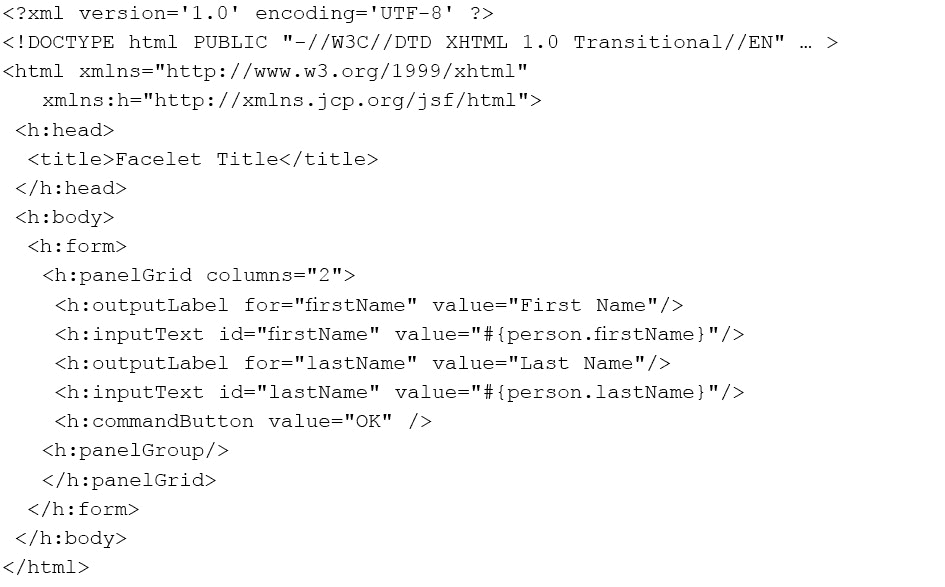 <?xml version='1.0' encoding='UTF-8' ?>
<!DOCTYPE html PUBLIC "-//W3C//DTD XHTML 1.0 Transitional//EN" … >
<html xmlns="http://www.w3.org/1999/xhtml"
xmlns:h="http://xmlns.jcp.org/jsf/html">
<h:head>
<title>Facelet Title</title>
</h:head>
<h:body>
<h:form>
<h:panelGrid columns="2">
<h:outputLabel for="firstName" value="First Name"/>
<h:inputText id="firstName" value="#{person.firstName}"/>
<h:outputLabel for="lastName" value="Last Name"/>
<h:inputText id="lastName" value="#{person.lastName}"/>
<h:commandButton value="OK" />
<h:panelGroup/>
</h:panelGrid>
</h:form>
</h:body>
</html>